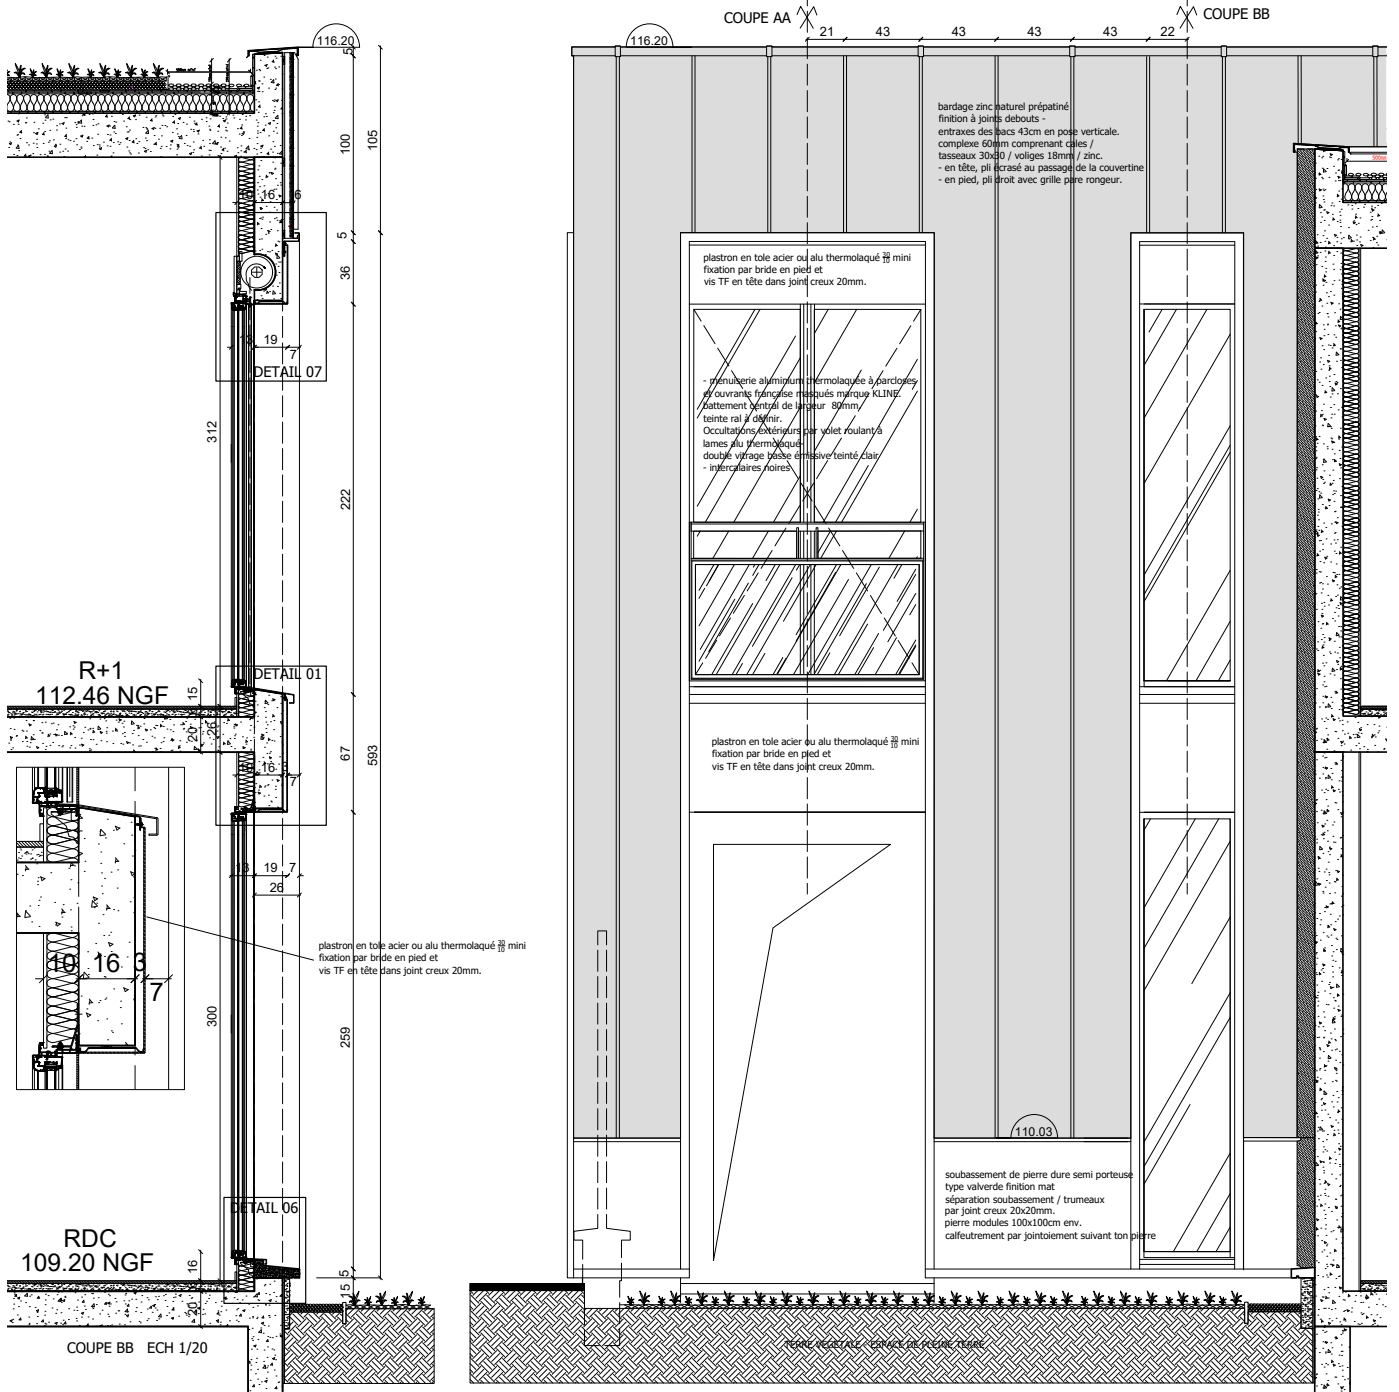 COUPE AA
COUPE BB
21 43 43 43 43 22
116.20
116.20
5
100
105
bardage zinc naturel prépatiné
finition à joints debouts -
entraxes des bacs 43cm en pose verticale.
complexe 60mm comprenant cales /
tasseaux 30x30 / voliges 18mm / zinc.
- en tête, pli écrasé au passage de la couvertine
- en pied, pli droit avec grille pare rongeur.
10 16 6
5
36
plastron en tole acier ou alu thermolaqué 30/10 mini
fixation par bride en pied et
vis TF en tête dans joint creux 20mm.
13 19 7
DETAIL 07
- menuiserie aluminium thermolaquée à parcloses
et ouvrants française masqués marque KLINE.
battement central de largeur 80mm,
teinte ral à définir.
Occultations extérieurs par volet roulant à
lames alu thermolaqué-
double vitrage basse émissive teinté clair
- intercalaires noires
312
222
R+1
112.46 NGF
DETAIL 01
15
20 26
67
593
10 16 3
7
plastron en tole acier ou alu thermolaqué 30/10 mini
fixation par bride en pied et
vis TF en tête dans joint creux 20mm.
13 19 7
26
plastron en tole acier ou alu thermolaqué 30/10 mini
fixation par bride en pied et
vis TF en tête dans joint creux 20mm.
10 16 3
7
300
259
110.03
soubassement de pierre dure semi porteuse
type valverde finition mat
séparation soubassement / trumeaux
par joint creux 20x20mm.
pierre modules 100x100cm env.
calfeutrement par jointoiement suivant ton pierre
DETAIL 06
RDC
109.20 NGF
16
20
5
15
COUPE BB ECH 1/20
TERRE VEGETALE - ESPACE DE PLEINE TERRE